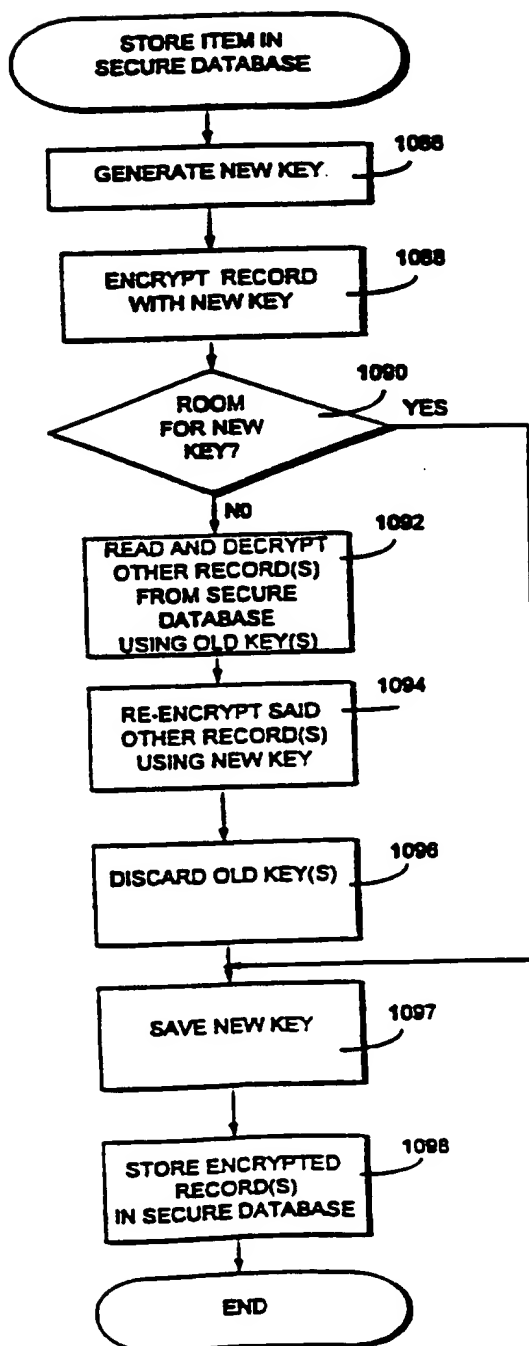 STORE ITEM IN
SECURE DATABASE
1086
GENERATE NEW KEY.
1088
ENCRYPT RECORD
WITH NEW KEY
1090
ROOM
FOR NEW
KEY?
YES
NO
1092
READ AND DECRYPT
OTHER RECORD(S)
FROM SECURE
DATABASE
USING OLD KEY(S)
1094
RE-ENCRYPT SAID
OTHER RECORD(S)
USING NEW KEY
1096
DISCARD OLD KEY(S)
1097
SAVE NEW KEY
1098
STORE ENCRYPTED
RECORD(S)
IN SECURE DATABASE
END